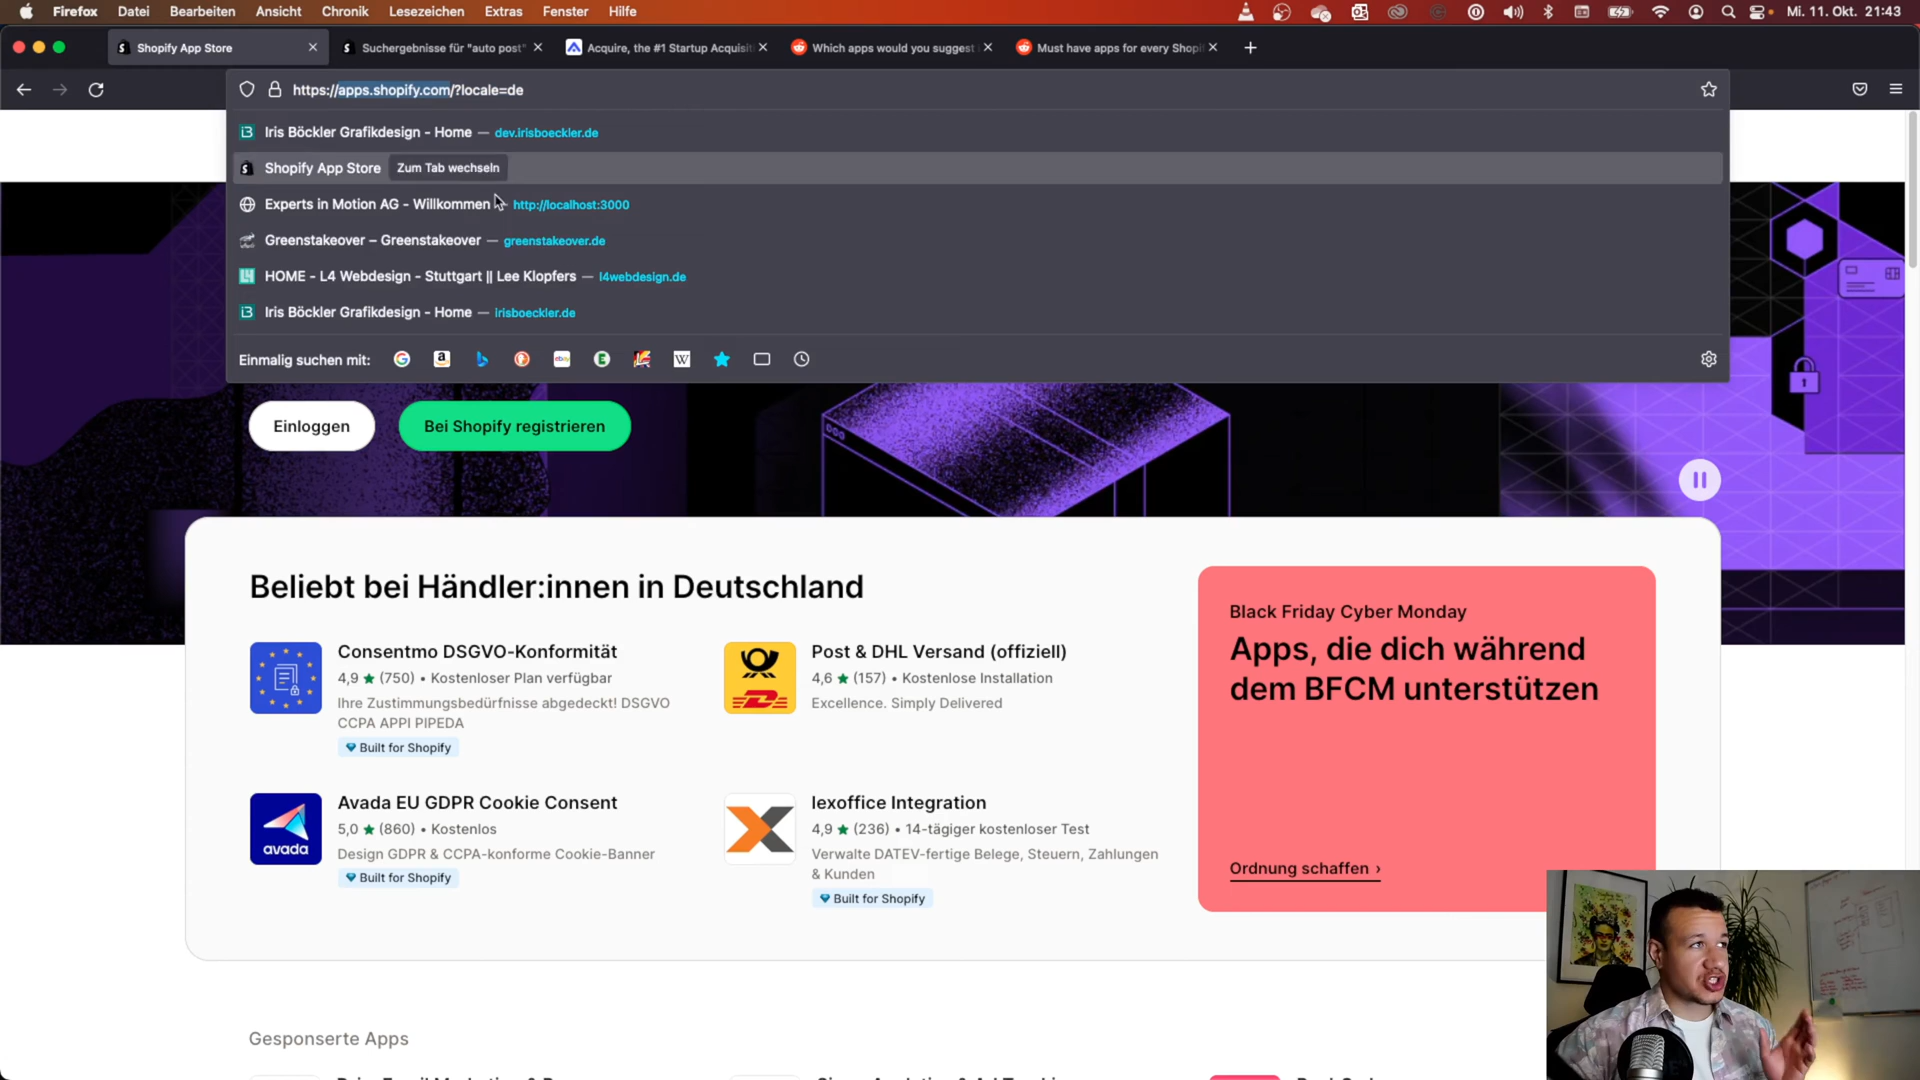 Firefox Datei Bearbeiten Ansicht Chronik Lesezeichen Extras Fenster Hilfe Mi. 11. Okt. 21:43
Shopify App Store
Suchergebnisse für "auto post"
Acquire, the #1 Startup Acquisiti
Which apps would you suggest
Must have apps for every Shopi
https://apps.shopify.com/?locale=de
Iris Böckler Grafikdesign - Home — dev.irisboeckler.de
Shopify App Store Zum Tab wechseln
Experts in Motion AG - Willkommen http://localhost:3000
Greenstakeover – Greenstakeover — greenstakeover.de
HOME - L4 Webdesign - Stuttgart || Lee Klopfers — l4webdesign.de
Iris Böckler Grafikdesign - Home — irisboeckler.de
Einmalig suchen mit:
Einloggen
Bei Shopify registrieren
Beliebt bei Händler:innen in Deutschland
Consentmo DSGVO-Konformität
4,9 ★ (750) • Kostenloser Plan verfügbar
Ihre Zustimmungsbedürfnisse abgedeckt! DSGVO
CCPA APPI PIPEDA
Built for Shopify
Post & DHL Versand (offiziell)
4,6 ★ (157) • Kostenlose Installation
Excellence. Simply Delivered
avada
Avada EU GDPR Cookie Consent
5,0 ★ (860) • Kostenlos
Design GDPR & CCPA-konforme Cookie-Banner
Built for Shopify
lexoffice Integration
4,9 ★ (236) • 14-tägiger kostenloser Test
Verwalte DATEV-fertige Belege, Steuern, Zahlungen
& Kunden
Built for Shopify
Black Friday Cyber Monday
Apps, die dich während
dem BFCM unterstützen
Ordnung schaffen ›
Gesponserte Apps